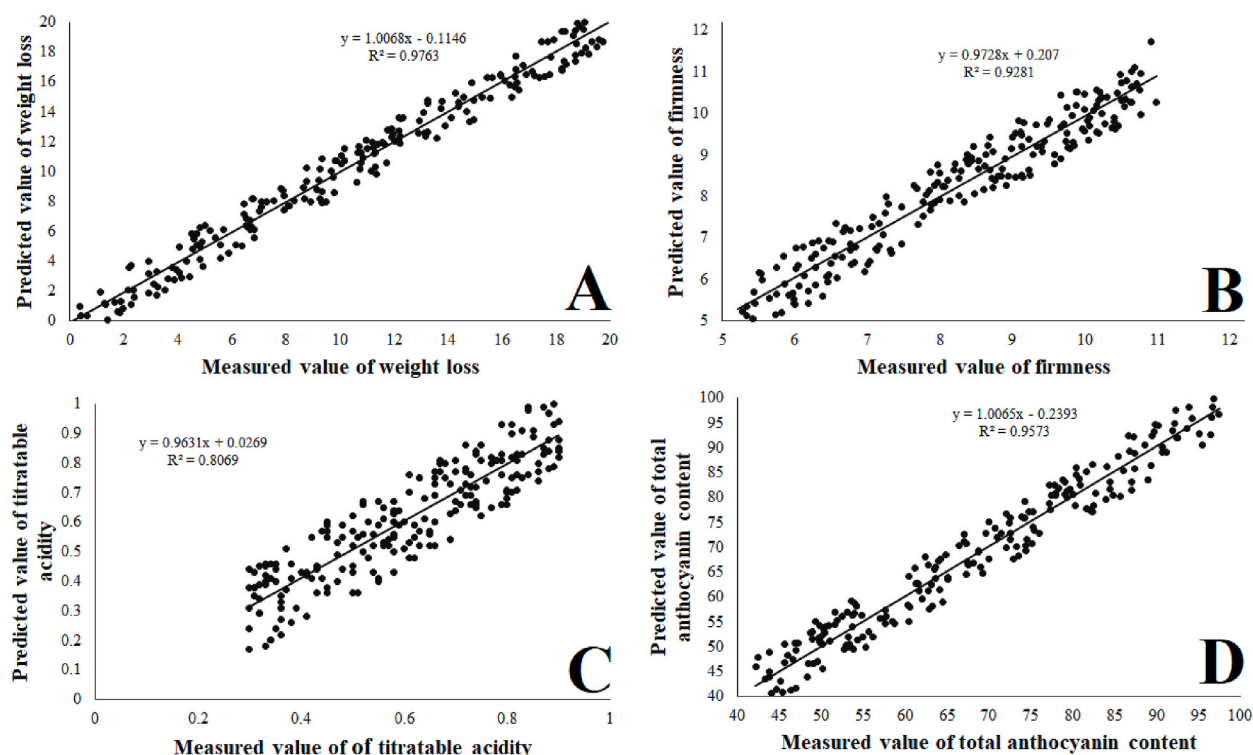 Predicted value of weight loss
20
18
16
14
12
10
8
6
4
2
0
y = 1.0068x - 0.1146
R² = 0.9763
A
0 2 4 6 8 10 12 14 16 18 20
Measured value of weight loss
Predicted value of firmness
12
11
10
9
8
7
6
5
y = 0.9728x + 0.207
R² = 0.9281
B
5 6 7 8 9 10 11 12
Measured value of firmness
Predicted value of titratable
acidity
1
0.9
0.8
0.7
0.6
0.5
0.4
0.3
0.2
0.1
0
y = 0.9631x + 0.0269
R² = 0.8069
C
0 0.2 0.4 0.6 0.8 1
Measured value of of titratable acidity
Predicted value of total
anthocyanin content
100
95
90
85
80
75
70
65
60
55
50
45
40
y = 1.0065x - 0.2393
R² = 0.9573
D
40 45 50 55 60 65 70 75 80 85 90 95 100
Measured value of total anthocyanin content